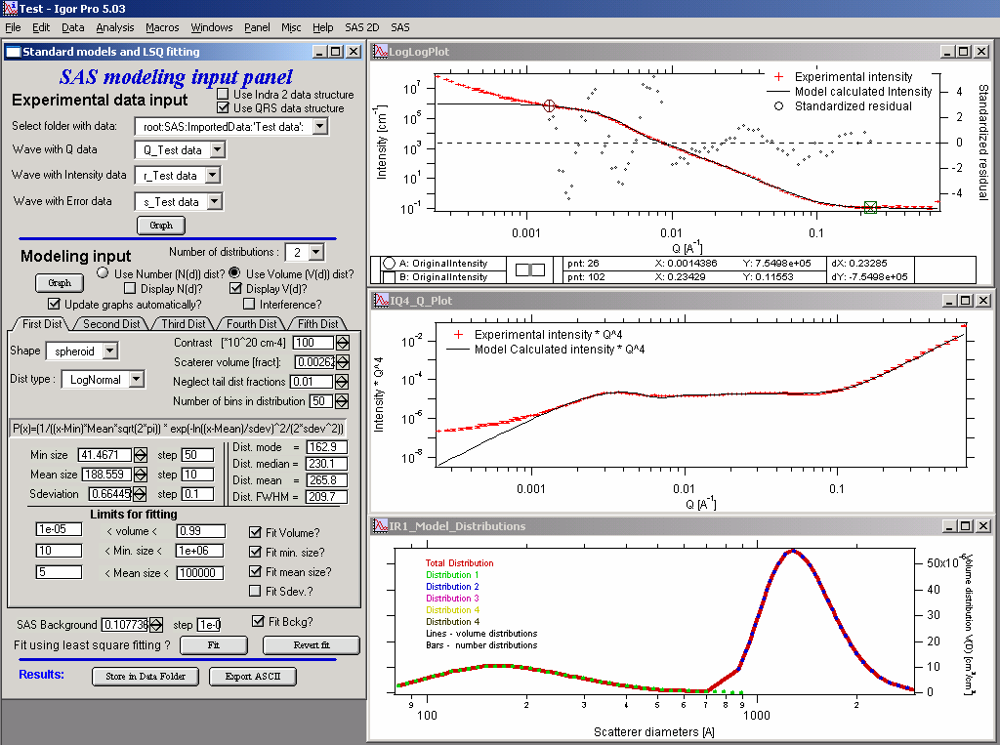 Test - Igor Pro 5.03
File Edit Data Analysis Macros Windows Panel Misc Help SAS 2D SAS
Standard models and LSQ fitting
SAS modeling input panel
Experimental data input
Use Indra 2 data structure
Use QRS data structure
Select folder with data: root:SAS:ImportedData:'Test data':
Wave with Q data Q_Test data
Wave with Intensity data r_Test data
Wave with Error data s_Test data
Graph
Modeling input
Number of distributions : 2
Use Number (N(d)) dist? Use Volume (V(d)) dist?
Graph
Display N(d)? Display V(d)?
Update graphs automatically? Interference?
First Dist Second Dist Third Dist Fourth Dist Fifth Dist
Shape spheroid
Contrast [*10^20 cm-4] 100
Scaterer volume [fract]: 0.00262
Dist type : LogNormal
Neglect tail dist fractions 0.01
Number of bins in distribution 50
P(x)=(1/((x-Min)*Mean*sqrt(2*pi)) * exp(-ln((x-Mean)/sdev)^2/(2*sdev^2))
Min size 41.4671 step 50
Mean size 188.559 step 10
Sdeviation 0.66445 step 0.1
Dist. mode = 162.9
Dist. median = 230.1
Dist. mean = 265.8
Dist. FWHM = 209.7
Limits for fitting
1e-05 < volume < 0.99 Fit Volume?
10 < Min. size < 1e+06 Fit min. size?
5 < Mean size < 100000 Fit mean size?
Fit Sdev.?
SAS Background 0.107736 step 1e-0 Fit Bckg?
Fit using least square fitting ? Fit Revert fit
Results: Store in Data Folder Export ASCII
LogLogPlot
Experimental intensity
Model calculated Intensity
Standardized residual
Intensity [cm-1]
10^7
10^5
10^3
10^1
10^-1
4
2
0
-2
-4
Standardized residual
0.001 0.01 0.1
Q [A-1]
A: OriginalIntensity pnt: 26 X: 0.0014386 Y: 7.5498e+05 dX: 0.23285
B: OriginalIntensity pnt: 102 X: 0.23429 Y: 0.11553 dY: -7.5498e+05
IQ4_Q_Plot
Experimental intensity * Q^4
Model Calculated intensity * Q^4
Intensity * Q^4
10^-2
10^-4
10^-6
10^-8
0.001 0.01 0.1
Q [A-1]
IR1_Model_Distributions
Total Distribution
Distribution 1
Distribution 2
Distribution 3
Distribution 4
Distribution 4
Lines - volume distributions
Bars - number distributions
50x10
40
30
20
10
0
Volume distribution V(D) [cm3/cm3]
9 100 2 3 4 5 6 7 8 9 1000 2
Scatterer diameters [A]